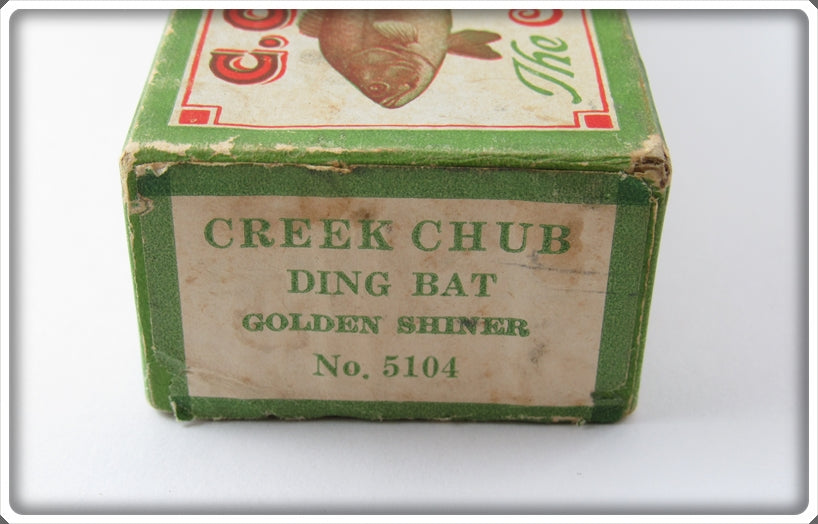 The
CREEK CHUB
DING BAT
GOLDEN SHINER
No. 5104